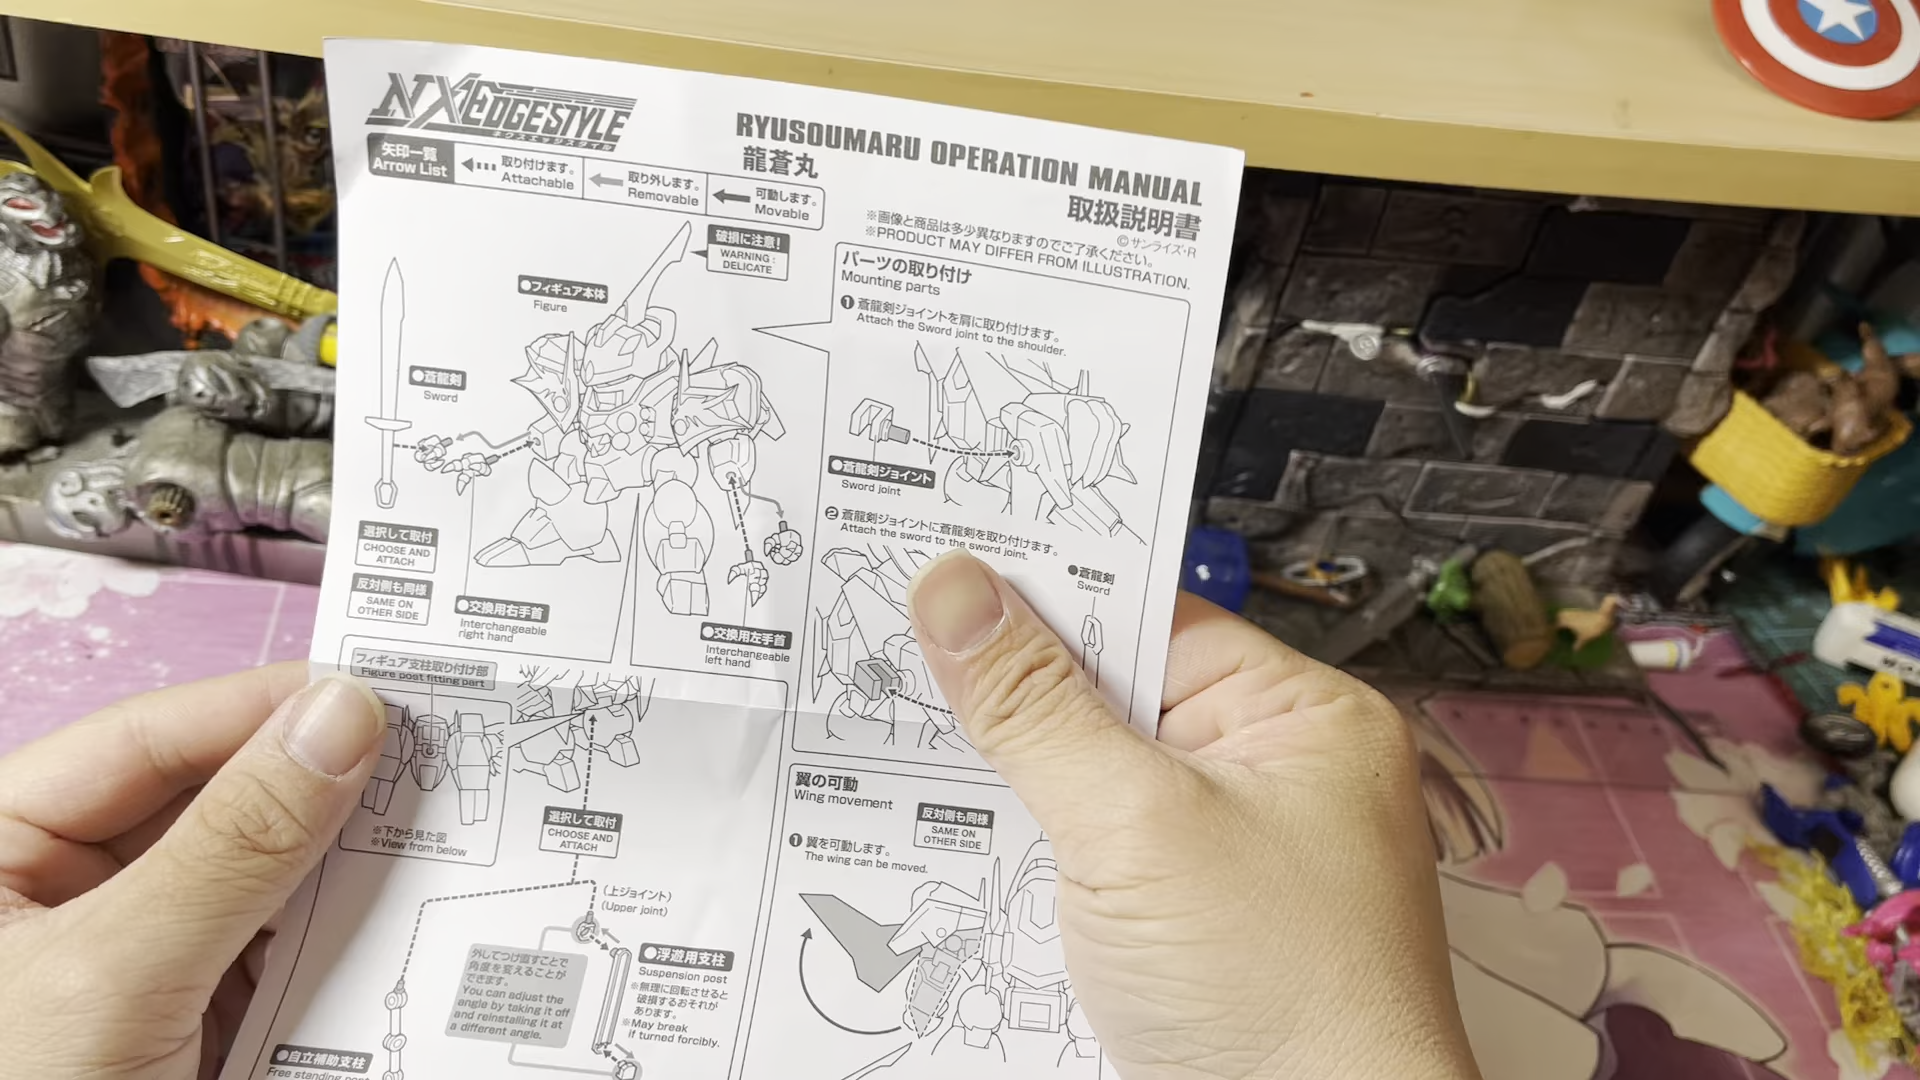 NXEDGESTYLE
ネクスエッジスタイル
RYUSOUMARU OPERATION MANUAL
龍蒼丸
取扱説明書
©サンライズ・R
矢印一覧
Arrow List
取り付けます。
Attachable
取り外します。
Removable
可動します。
Movable
※画像と商品は多少異なりますのでご了承ください。
※PRODUCT MAY DIFFER FROM ILLUSTRATION.
破損に注意!
WARNING :
DELICATE
●フィギュア本体
Figure
●蒼龍剣
Sword
選択して取付
CHOOSE AND
ATTACH
反対側も同様
SAME ON
OTHER SIDE
●交換用右手首
Interchangeable
right hand
●交換用左手首
Interchangeable
left hand
パーツの取り付け
Mounting parts
❶ 蒼龍剣ジョイントを肩に取り付けます。
Attach the Sword joint to the shoulder.
●蒼龍剣ジョイント
Sword joint
❷ 蒼龍剣ジョイントに蒼龍剣を取り付けます。
Attach the sword to the sword joint.
●蒼龍剣
Sword
フィギュア支柱取り付け部
Figure post fitting part
※下から見た図
※View from below
選択して取付
CHOOSE AND
ATTACH
(上ジョイント)
(Upper joint)
外してつけ直すことで
角度を変えることが
できます。
You can adjust the
angle by taking it off
and reinstalling it at
a different angle.
●浮遊用支柱
Suspension post
※無理に回転させると
破損するおそれが
あります。
※May break
if turned forcibly.
●自立補助支柱
Free standing post
翼の可動
Wing movement
反対側も同様
SAME ON
OTHER SIDE
❶ 翼を可動します。
The wing can be moved.